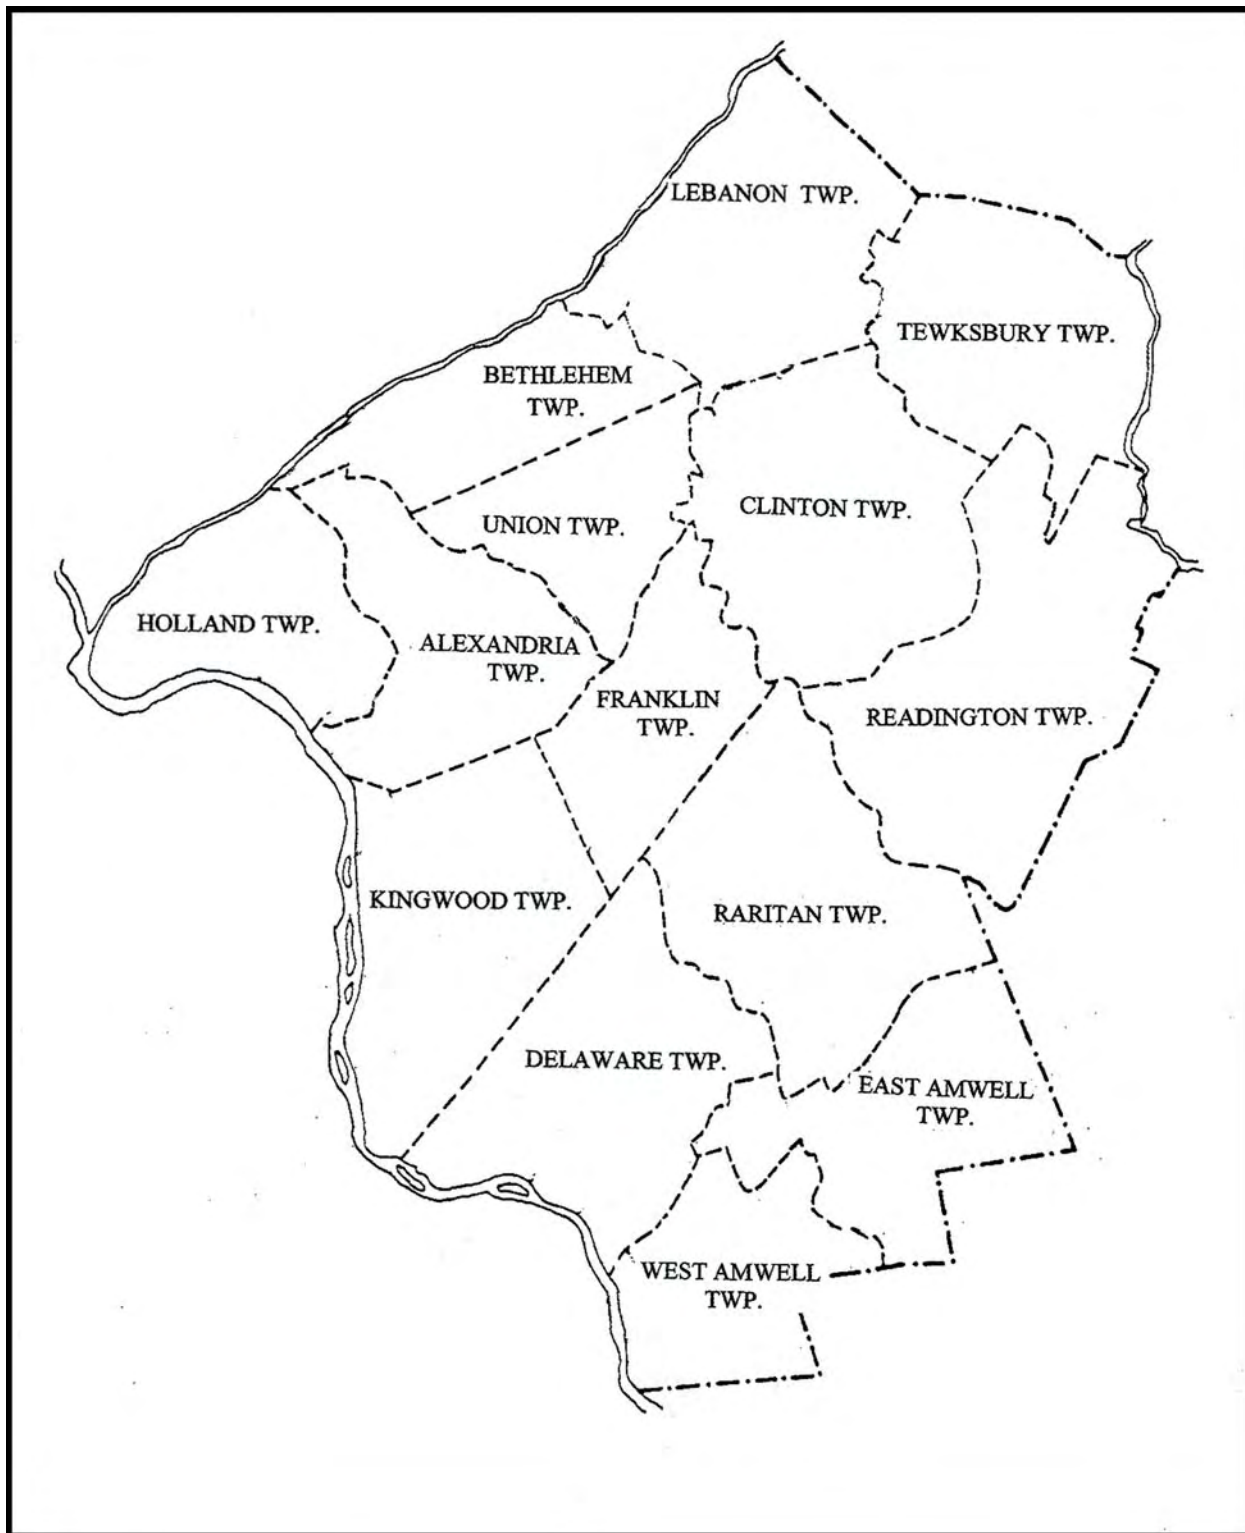 LEBANON TWP.
TEWKSBURY TWP.
BETHLEHEM
TWP.
CLINTON TWP.
UNION TWP.
HOLLAND TWP.
ALEXANDRIA
TWP.
FRANKLIN
TWP.
READINGTON TWP.
KINGWOOD TWP.
RARITAN TWP.
DELAWARE TWP.
EAST AMWELL
TWP.
WEST AMWELL
TWP.